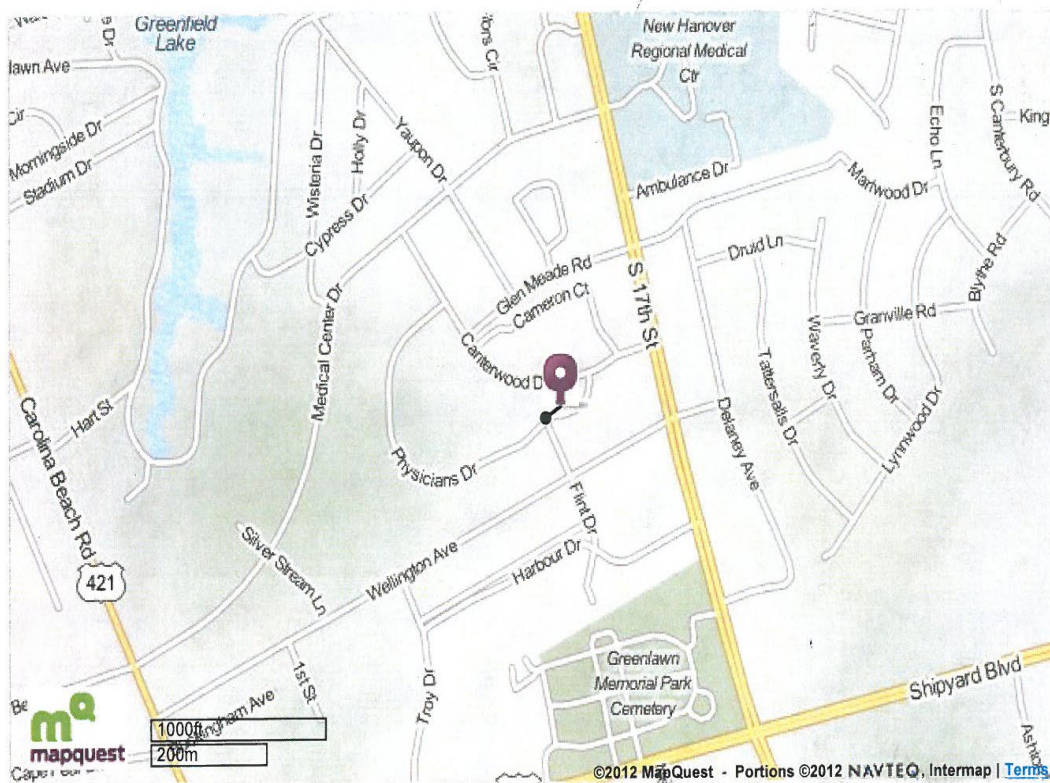 Greenfield
Lake
lawn Ave
Morningside Dr
Stadium Dr
Wisteria Dr
Holly Dr
Yaupon Dr
Cypress Dr
Medical Center Dr
New Hanover
Regional Medical
Ctr
Ambulance Dr
Marlwood Dr
Echo Ln
S Canterbury Rd
King
Blythe Rd
Druid Ln
Glen Meade Rd
Cameron Ct
S 17th St
Granville Rd
Waverly Dr
Parham Dr
Tattersalls Dr
Lynnwood Dr
Canterwood D
Delaney Ave
Hart St
Carolina Beach Rd
421
Physicians Dr
Flint Dr
Silver Stream Ln
Wellington Ave
Harbour Dr
1st St
Troy Dr
Greenlawn
Memorial Park
Cemetery
Shipyard Blvd
mapquest
1000ft
200m
©2012 MapQuest - Portions ©2012 NAVTEQ, Intermap | Terms